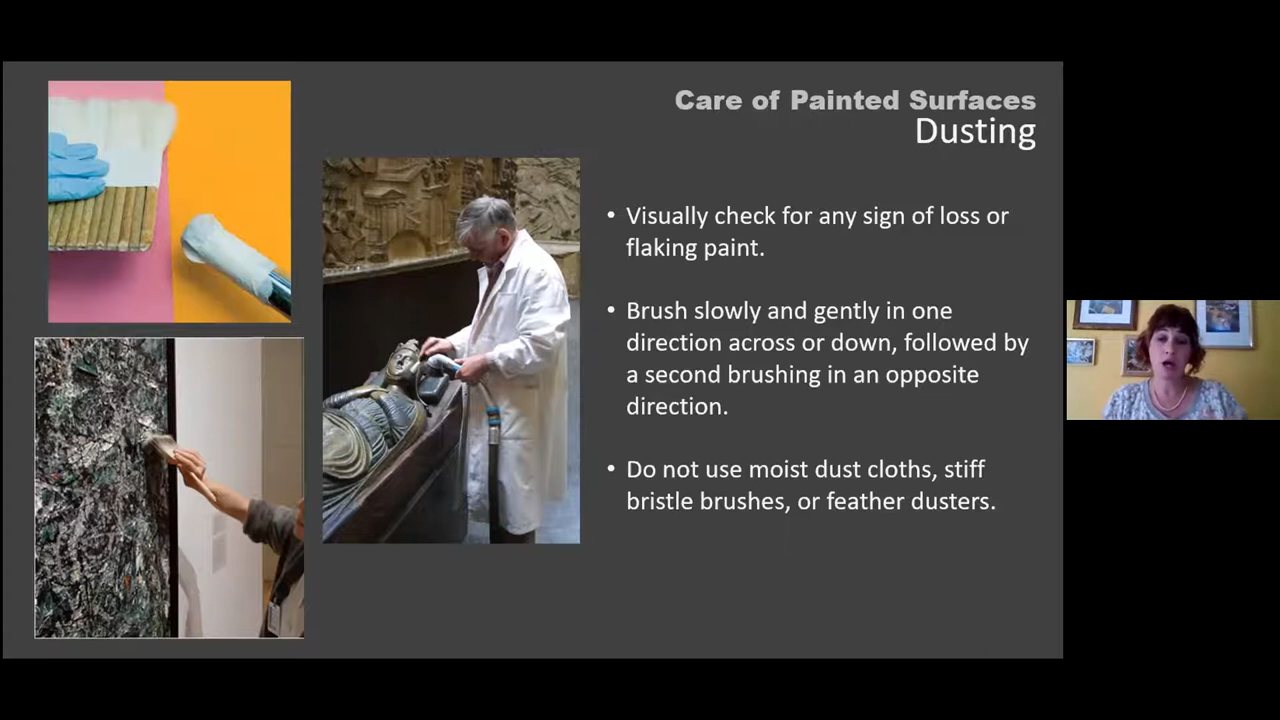 Care of Painted Surfaces
Dusting
• Visually check for any sign of loss or
flaking paint.
• Brush slowly and gently in one
direction across or down, followed by
a second brushing in an opposite
direction.
• Do not use moist dust cloths, stiff
bristle brushes, or feather dusters.